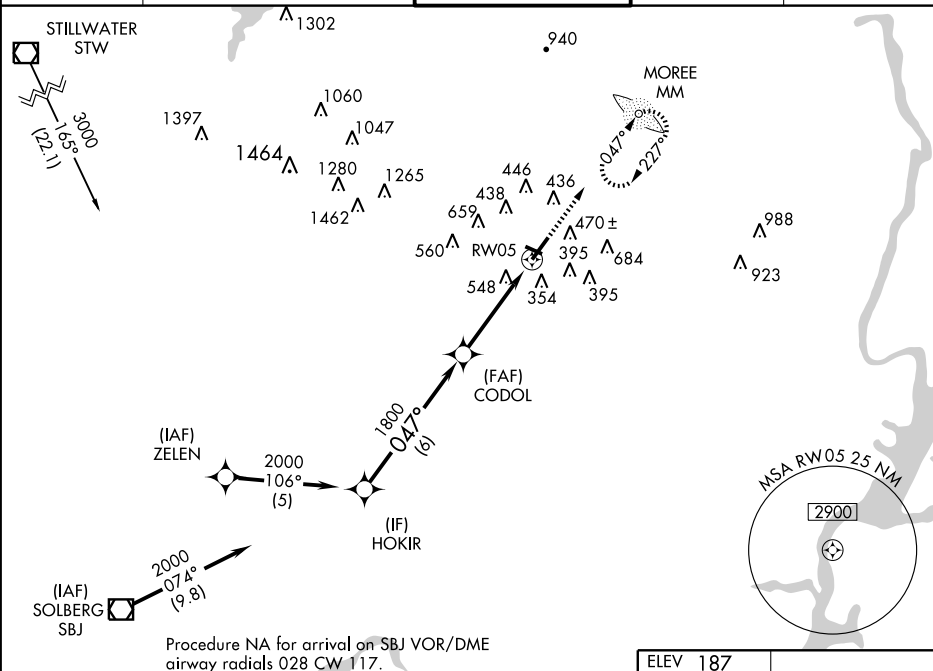 STILLWATER
STW
3000
165°
(22.1)
1302
940
MOREE
MM
047°
227°
1397
1060
1047
1464
1280
1265
1462
446
436
438
659
560
RW05
470±
395
684
548
354
395
988
923
(FAF)
CODOL
1800
047°
(6)
(IAF)
ZELEN
2000
106°
(5)
(IF)
HOKIR
MSA RW05 25 NM
2900
(IAF)
SOLBERG
SBJ
2000
074°
(9.8)
Procedure NA for arrival on SBJ VOR/DME
airway radials 028 CW 117.
ELEV 187